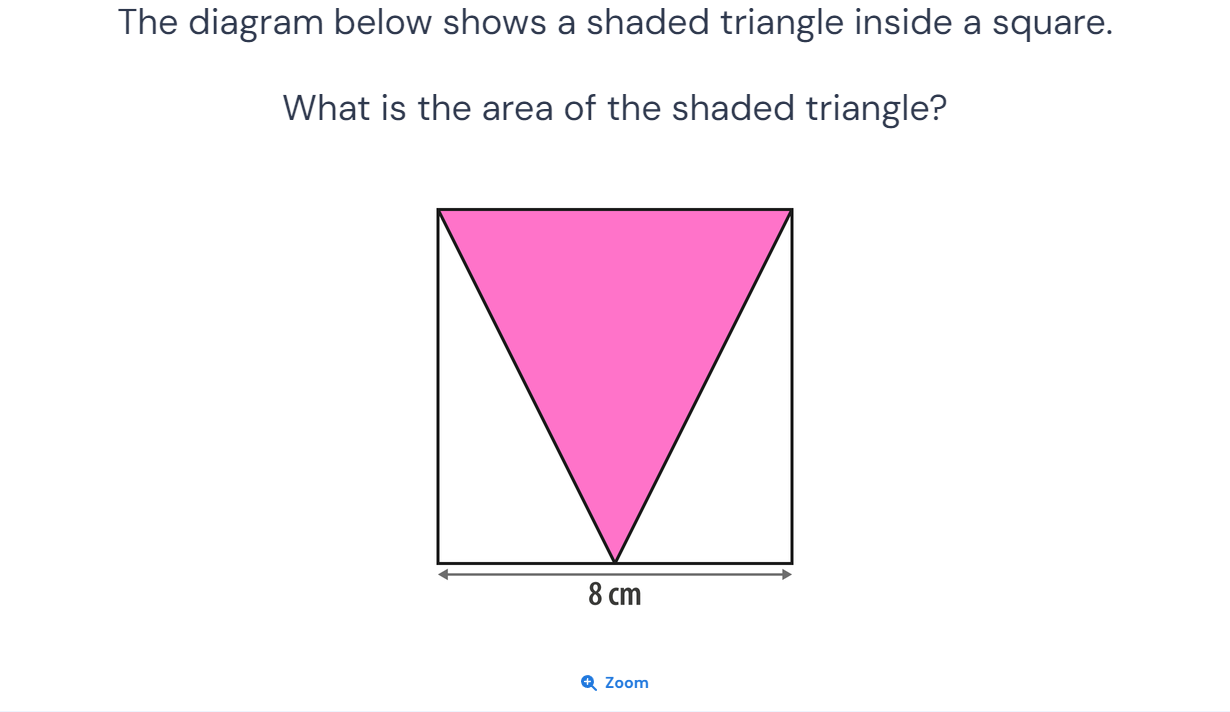 The diagram below shows a shaded triangle inside a square.
What is the area of the shaded triangle?
8 cm
Zoom